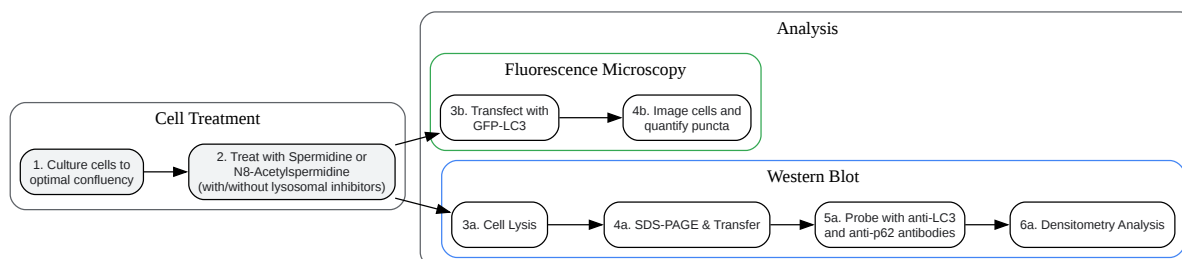 Analysis
Fluorescence Microscopy
3b. Transfect with
GFP-LC3
4b. Image cells and
quantify puncta
Cell Treatment
1. Culture cells to
optimal confluency
2. Treat with Spermidine or
N8-Acetylspermidine
(with/without lysosomal inhibitors)
Western Blot
3a. Cell Lysis
4a. SDS-PAGE & Transfer
5a. Probe with anti-LC3
and anti-p62 antibodies
6a. Densitometry Analysis